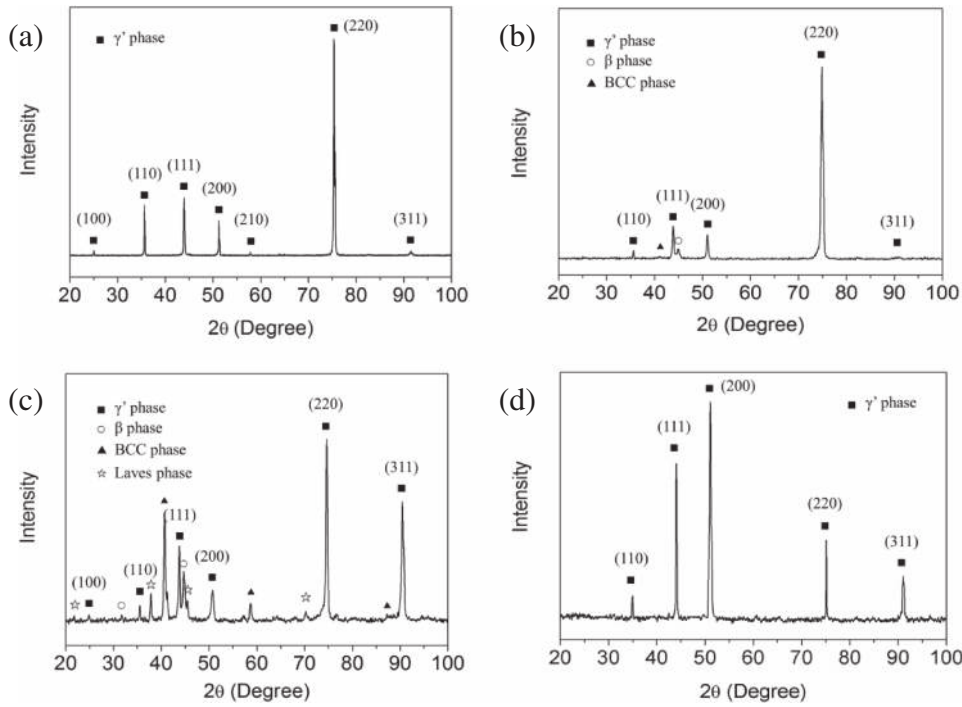 (a)
■ γ' phase
(220)
(111)
(110)
(200)
(100)
(210)
(311)
Intensity
20 30 40 50 60 70 80 90 100
2θ (Degree)
(b)
■ γ' phase
○ β phase
▲ BCC phase
(220)
(111)
(200)
(110)
(311)
Intensity
20 30 40 50 60 70 80 90 100
2θ (Degree)
(c)
■ γ' phase
○ β phase
▲ BCC phase
☆ Laves phase
(220)
(311)
(111)
(110)
(200)
(100)
Intensity
20 30 40 50 60 70 80 90 100
2θ (Degree)
(d)
■ γ' phase
(200)
(111)
(220)
(311)
(110)
Intensity
20 30 40 50 60 70 80 90 100
2θ (Degree)